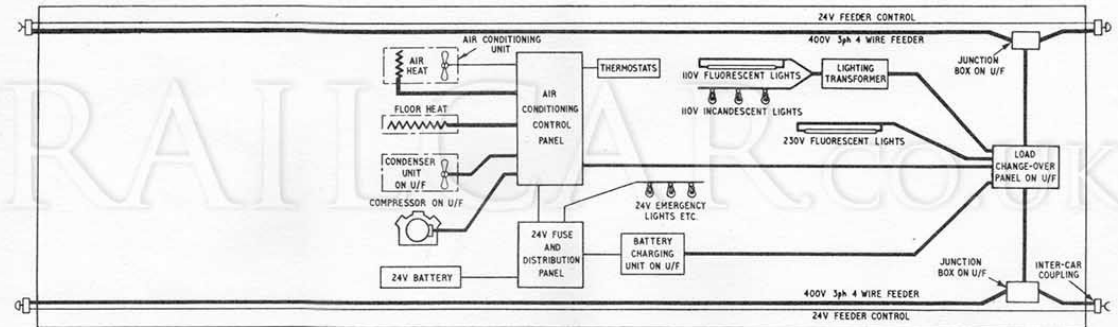 24V FEEDER CONTROL
400V 3ph 4 WIRE FEEDER
JUNCTION
BOX ON U/F
AIR CONDITIONING
UNIT
AIR
HEAT
THERMOSTATS
AIR
CONDITIONING
CONTROL
PANEL
110V FLUORESCENT LIGHTS
LIGHTING
TRANSFORMER
110V INCANDESCENT LIGHTS
FLOOR HEAT
230V FLUORESCENT LIGHTS
LOAD
CHANGE-OVER
PANEL ON U/F
CONDENSER
UNIT
ON U/F
COMPRESSOR ON U/F
24V EMERGENCY
LIGHTS ETC.
24V FUSE
AND
DISTRIBUTION
PANEL
BATTERY
CHARGING
UNIT ON U/F
24V BATTERY
JUNCTION
BOX ON U/F
INTER-CAR
COUPLING
400V 3ph 4 WIRE FEEDER
24V FEEDER CONTROL
RAILCAR.CO.UK